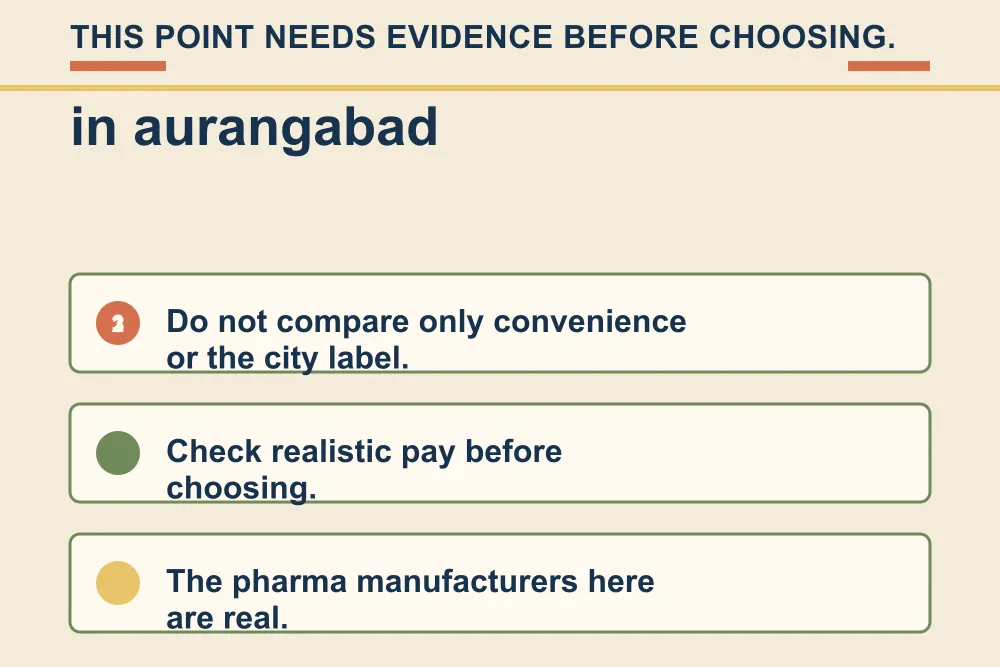 THIS POINT NEEDS EVIDENCE BEFORE CHOOSING.
in aurangabad
Do not compare only convenience
or the city label.
Check realistic pay before
choosing.
The pharma manufacturers here
are real.